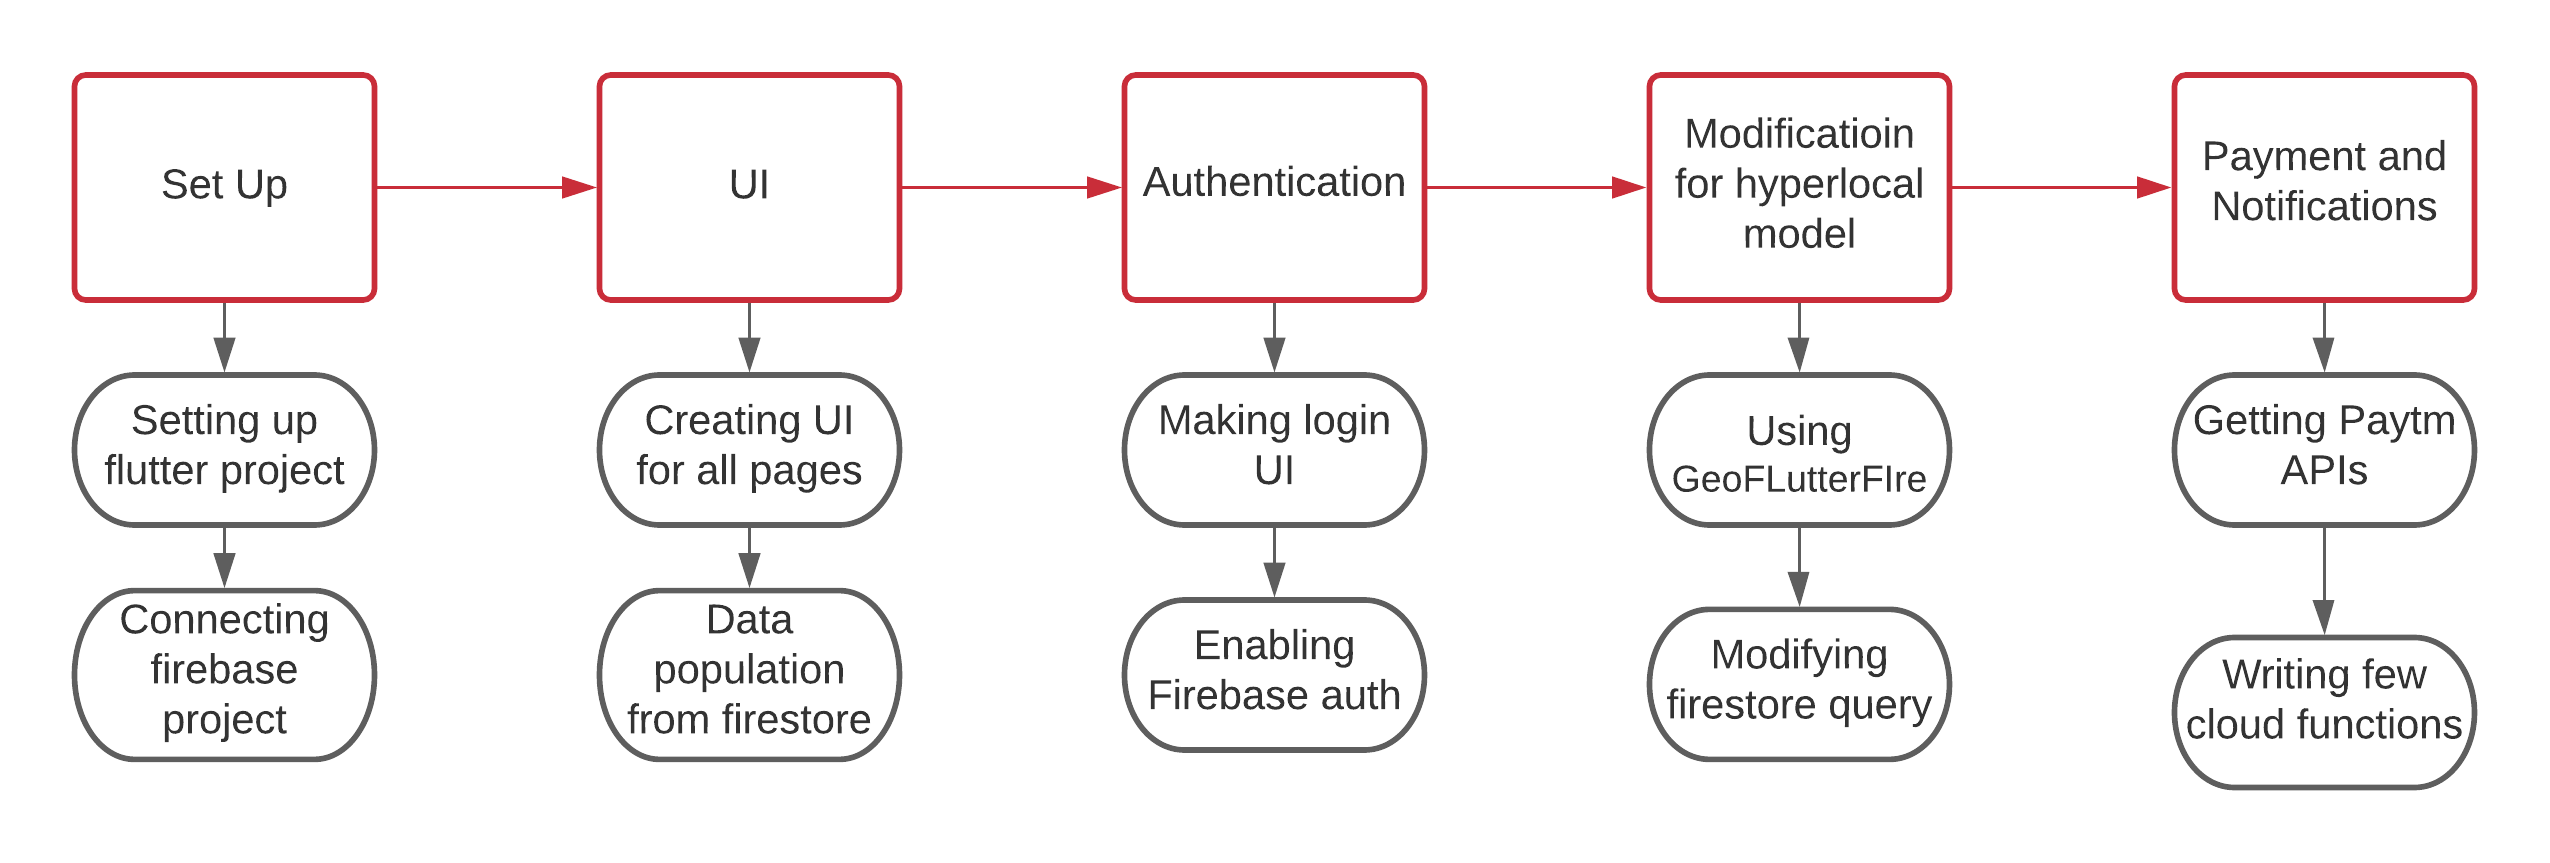 Set Up
UI
Authentication
Modificatioin
for hyperlocal
model
Payment and
Notifications
Setting up
flutter project
Creating UI
for all pages
Making login
UI
Using
GeoFLutterFIre
Getting Paytm
APIs
Connecting
firebase
project
Data
population
from firestore
Enabling
Firebase auth
Modifying
firestore query
Writing few
cloud functions